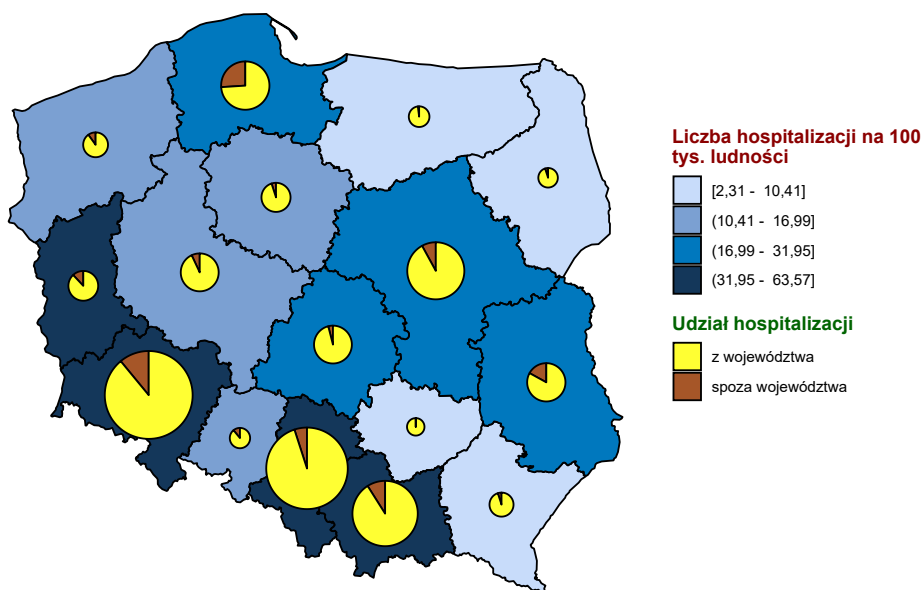 Liczba hospitalizacji na 100
tys. ludności
[2,31 - 10,41]
(10,41 - 16,99]
(16,99 - 31,95]
(31,95 - 63,57]
Udział hospitalizacji
z województwa
spoza województwa